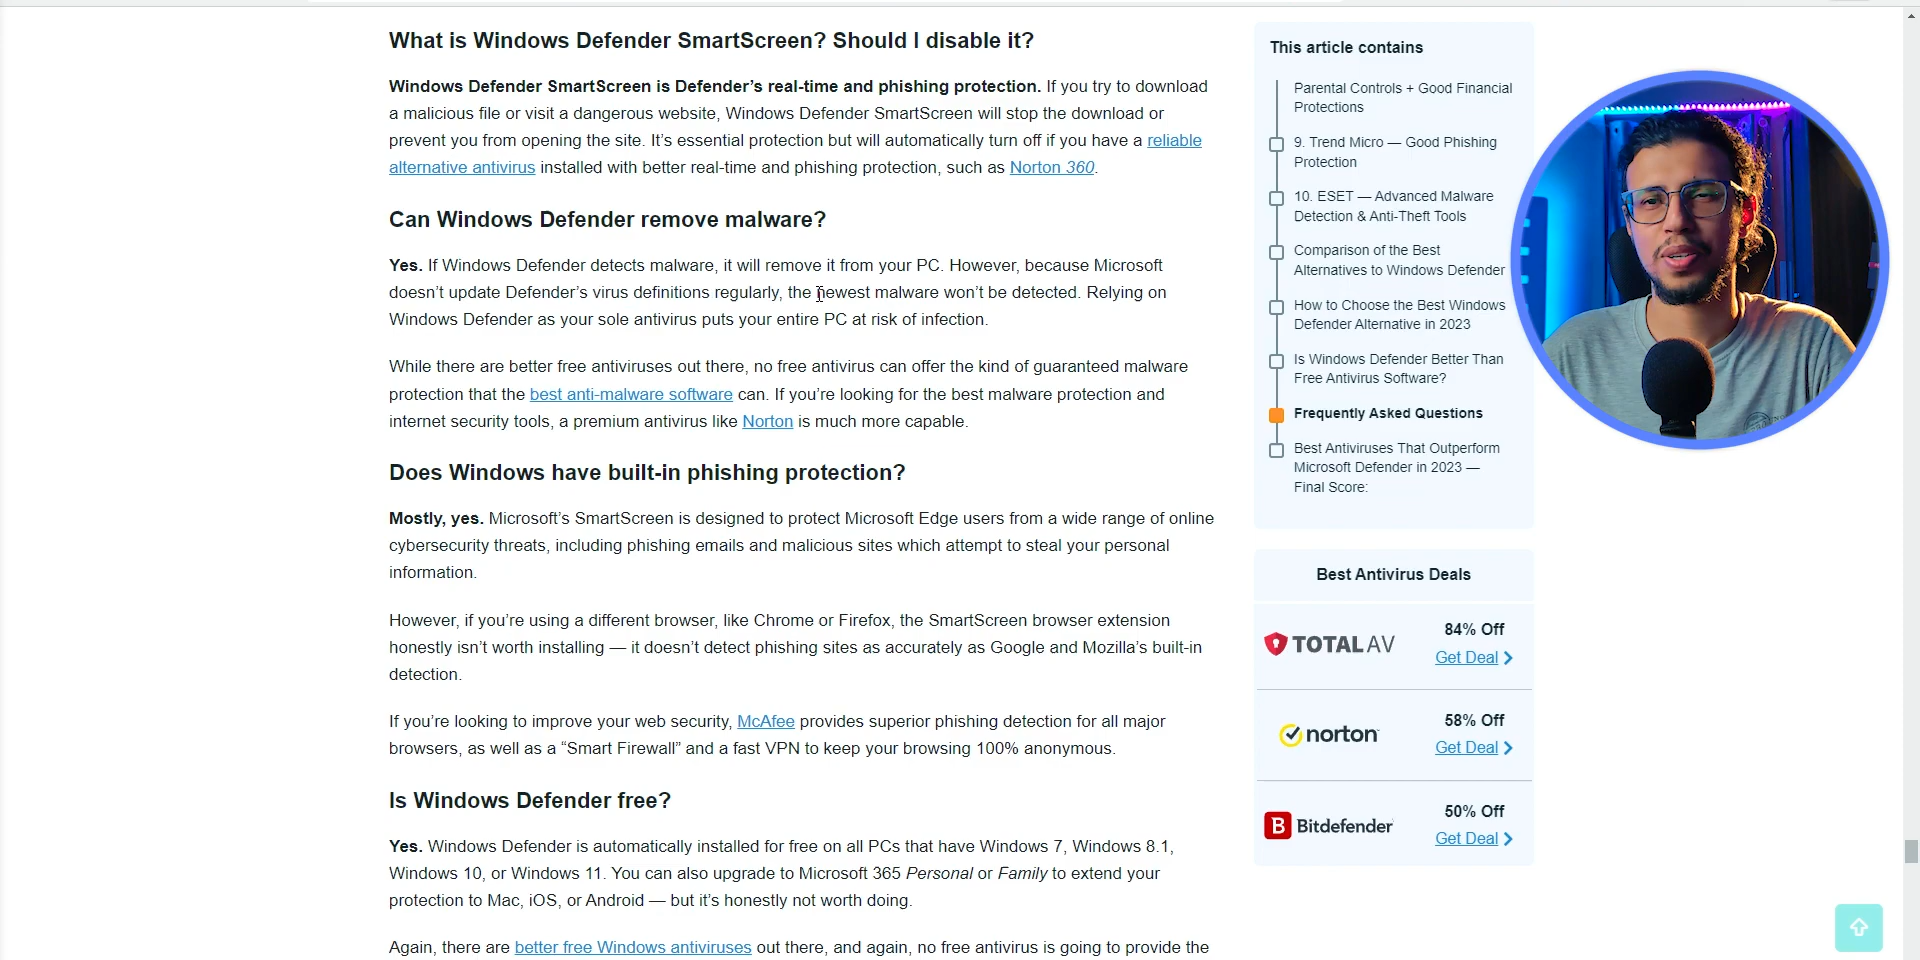 What is Windows Defender SmartScreen? Should I disable it?
Windows Defender SmartScreen is Defender’s real-time and phishing protection. If you try to download
a malicious file or visit a dangerous website, Windows Defender SmartScreen will stop the download or
prevent you from opening the site. It’s essential protection but will automatically turn off if you have a reliable
alternative antivirus installed with better real-time and phishing protection, such as Norton 360.
Can Windows Defender remove malware?
Yes. If Windows Defender detects malware, it will remove it from your PC. However, because Microsoft
doesn’t update Defender’s virus definitions regularly, the newest malware won’t be detected. Relying on
Windows Defender as your sole antivirus puts your entire PC at risk of infection.
While there are better free antiviruses out there, no free antivirus can offer the kind of guaranteed malware
protection that the best anti-malware software can. If you’re looking for the best malware protection and
internet security tools, a premium antivirus like Norton is much more capable.
Does Windows have built-in phishing protection?
Mostly, yes. Microsoft’s SmartScreen is designed to protect Microsoft Edge users from a wide range of online
cybersecurity threats, including phishing emails and malicious sites which attempt to steal your personal
information.
However, if you’re using a different browser, like Chrome or Firefox, the SmartScreen browser extension
honestly isn’t worth installing — it doesn’t detect phishing sites as accurately as Google and Mozilla’s built-in
detection.
If you’re looking to improve your web security, McAfee provides superior phishing detection for all major
browsers, as well as a “Smart Firewall” and a fast VPN to keep your browsing 100% anonymous.
Is Windows Defender free?
Yes. Windows Defender is automatically installed for free on all PCs that have Windows 7, Windows 8.1,
Windows 10, or Windows 11. You can also upgrade to Microsoft 365 Personal or Family to extend your
protection to Mac, iOS, or Android — but it’s honestly not worth doing.
Again, there are better free Windows antiviruses out there, and again, no free antivirus is going to provide the
This article contains
Parental Controls + Good Financial
Protections
9. Trend Micro — Good Phishing
Protection
10. ESET — Advanced Malware
Detection & Anti-Theft Tools
Comparison of the Best
Alternatives to Windows Defender
How to Choose the Best Windows
Defender Alternative in 2023
Is Windows Defender Better Than
Free Antivirus Software?
Frequently Asked Questions
Best Antiviruses That Outperform
Microsoft Defender in 2023 —
Final Score:
Best Antivirus Deals
TOTAL AV
84% Off
Get Deal
norton
58% Off
Get Deal
B Bitdefender
50% Off
Get Deal